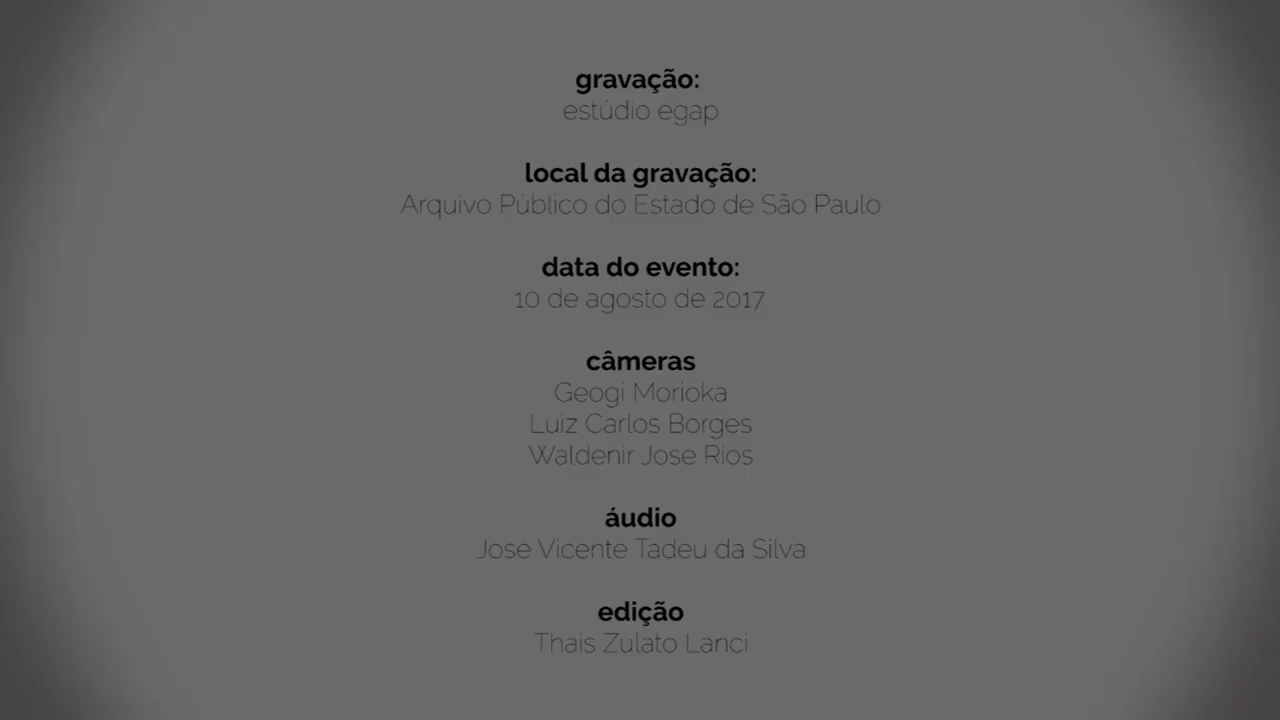 gravação:
estúdio egap
local da gravação:
Arquivo Público do Estado de São Paulo
data do evento:
10 de agosto de 2017.
câmeras
Geogi Morioka
Luiz Carlos Borges
Waldenir Jose Rios
áudio
Jose Vicente Tadeu da Silva
edição
Thais Zulato Lanci